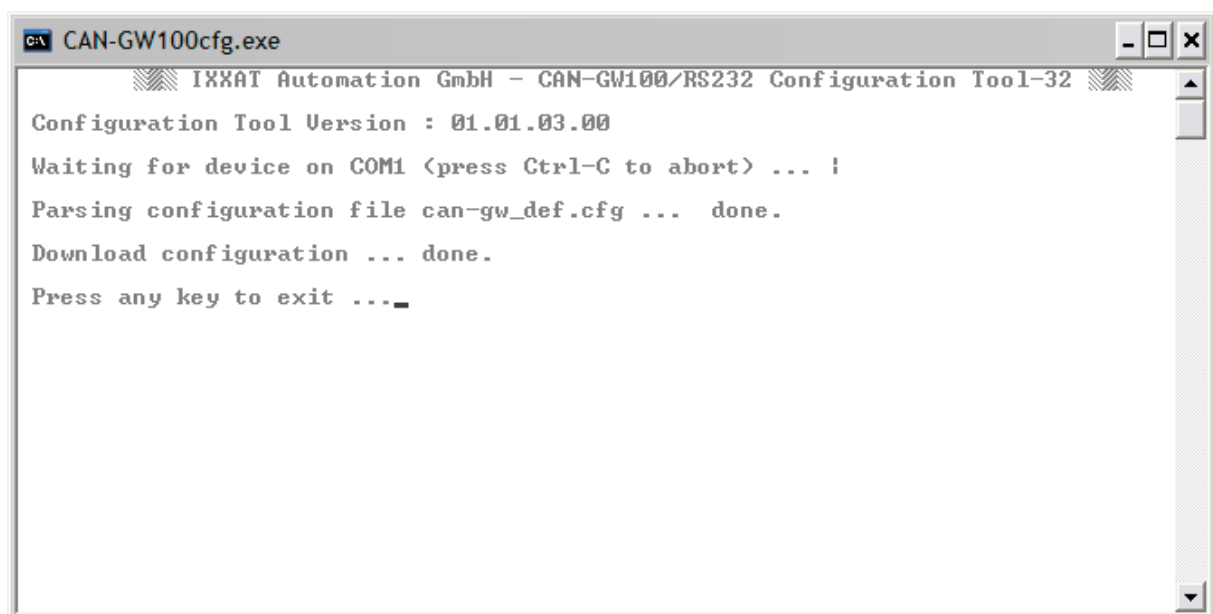 CAN-GW100cfg.exe
IXXAT Automation GmbH - CAN-GW100/RS232 Configuration Tool-32
Configuration Tool Version : 01.01.03.00
Waiting for device on COM1 (press Ctrl-C to abort) ... |
Parsing configuration file can-gw_def.cfg ...  done.
Download configuration ... done.
Press any key to exit ..._